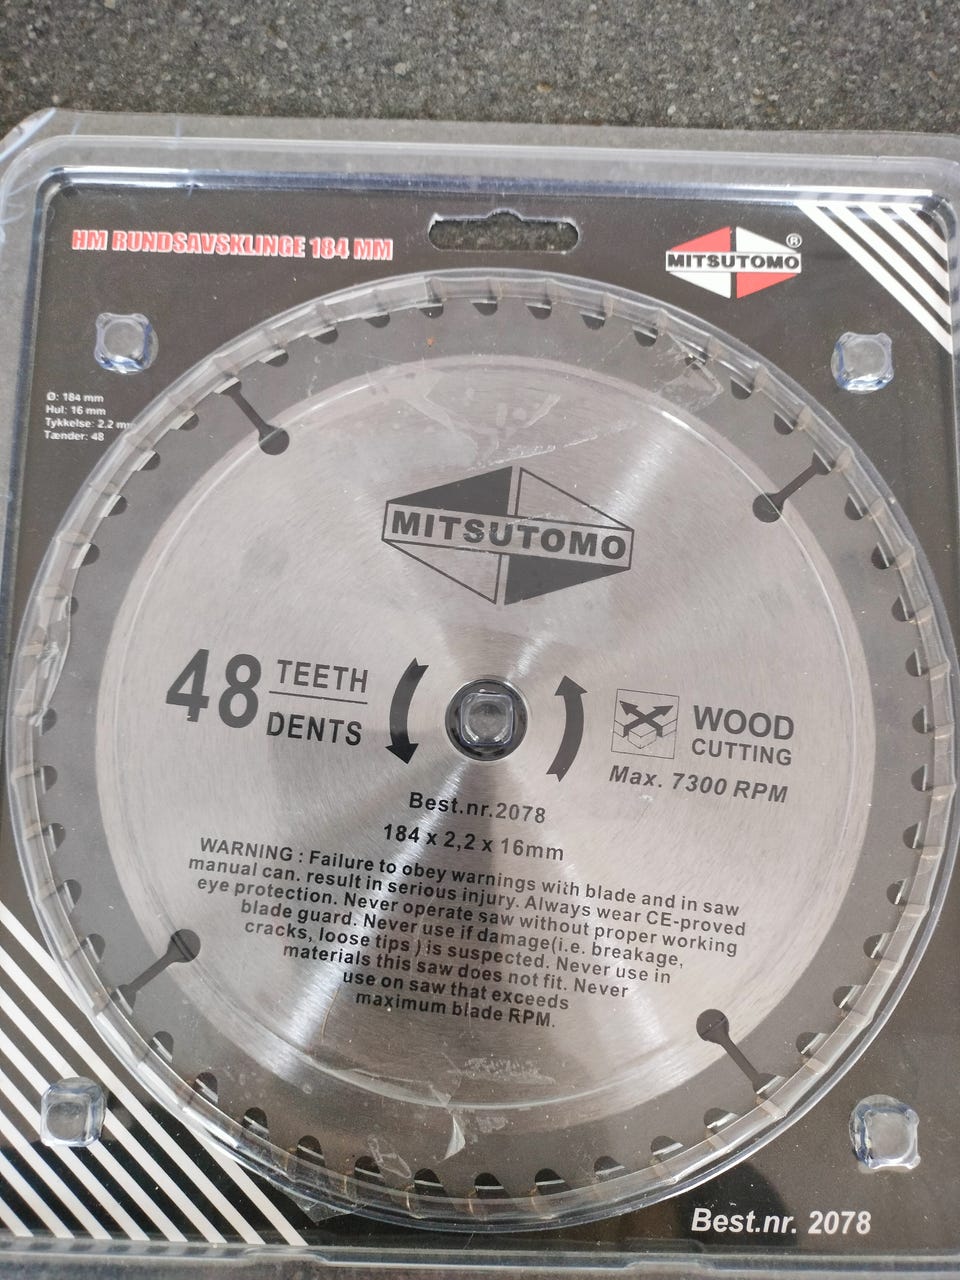 HM RUNDSAVSKLINGE 184 MM
MITSUTOMO®
Ø: 184 mm
Hul: 16 mm
Tykkelse: 2.2 mm
Tænder: 48
MITSUTOMO
48 TEETH
DENTS
WOOD
CUTTING
Max. 7300 RPM
Best.nr.2078
184 x 2,2 x 16mm
WARNING : Failure to obey warnings with blade and in saw
manual can. result in serious injury. Always wear CE-proved
eye protection. Never operate saw without proper working
blade guard. Never use if damage(i.e. breakage,
cracks, loose tips ) is suspected. Never use in
materials this saw does not fit. Never
use on saw that exceeds
maximum blade RPM.
Best.nr. 2078